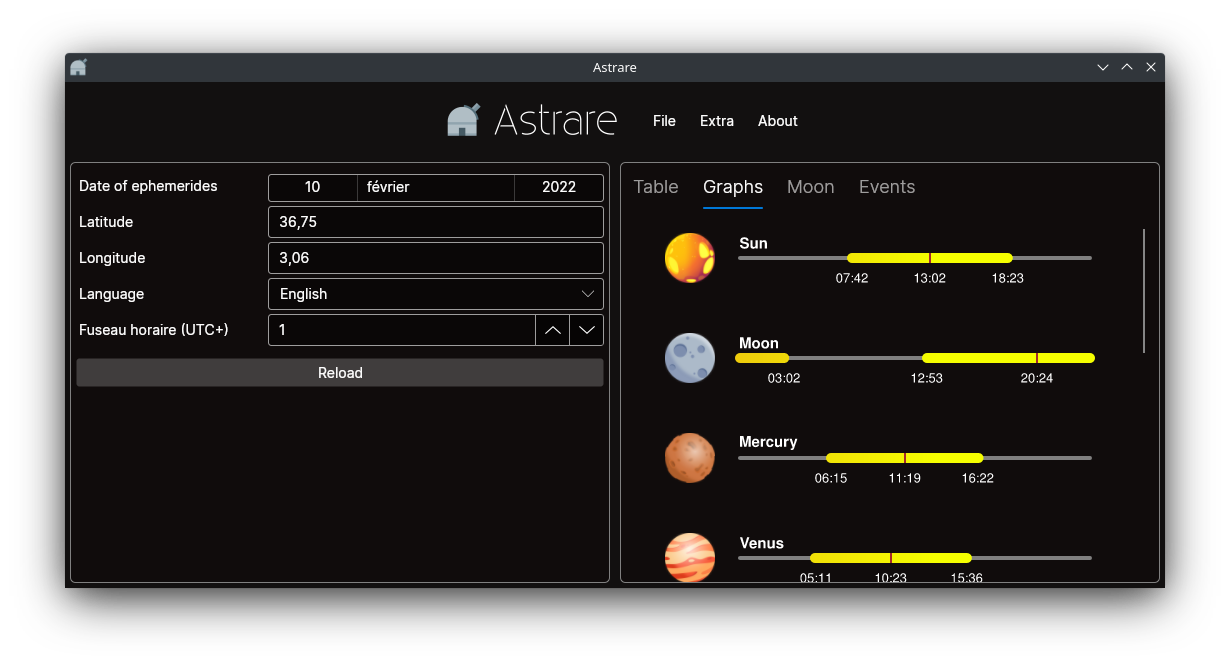 Astrare
Astrare File Extra About
Date of ephemerides 10 février 2022
Latitude 36,75
Longitude 3,06
Language English
Fuseau horaire (UTC+) 1
Reload
Table Graphs Moon Events
Sun
07:42 13:02 18:23
Moon
03:02 12:53 20:24
Mercury
06:15 11:19 16:22
Venus
05:11 10:23 15:36